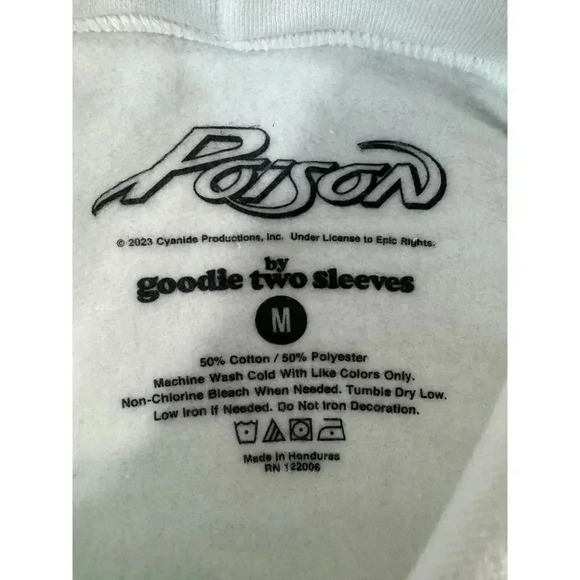 Poison
© 2023 Cyanide Productions, Inc. Under License to Epic Rights.
by
goodie two sleeves
M
50% Cotton / 50% Polyester
Machine Wash Cold With Like Colors Only.
Non-Chlorine Bleach When Needed. Tumble Dry Low.
Low Iron If Needed. Do Not Iron Decoration.
Made in Honduras
RN 122006